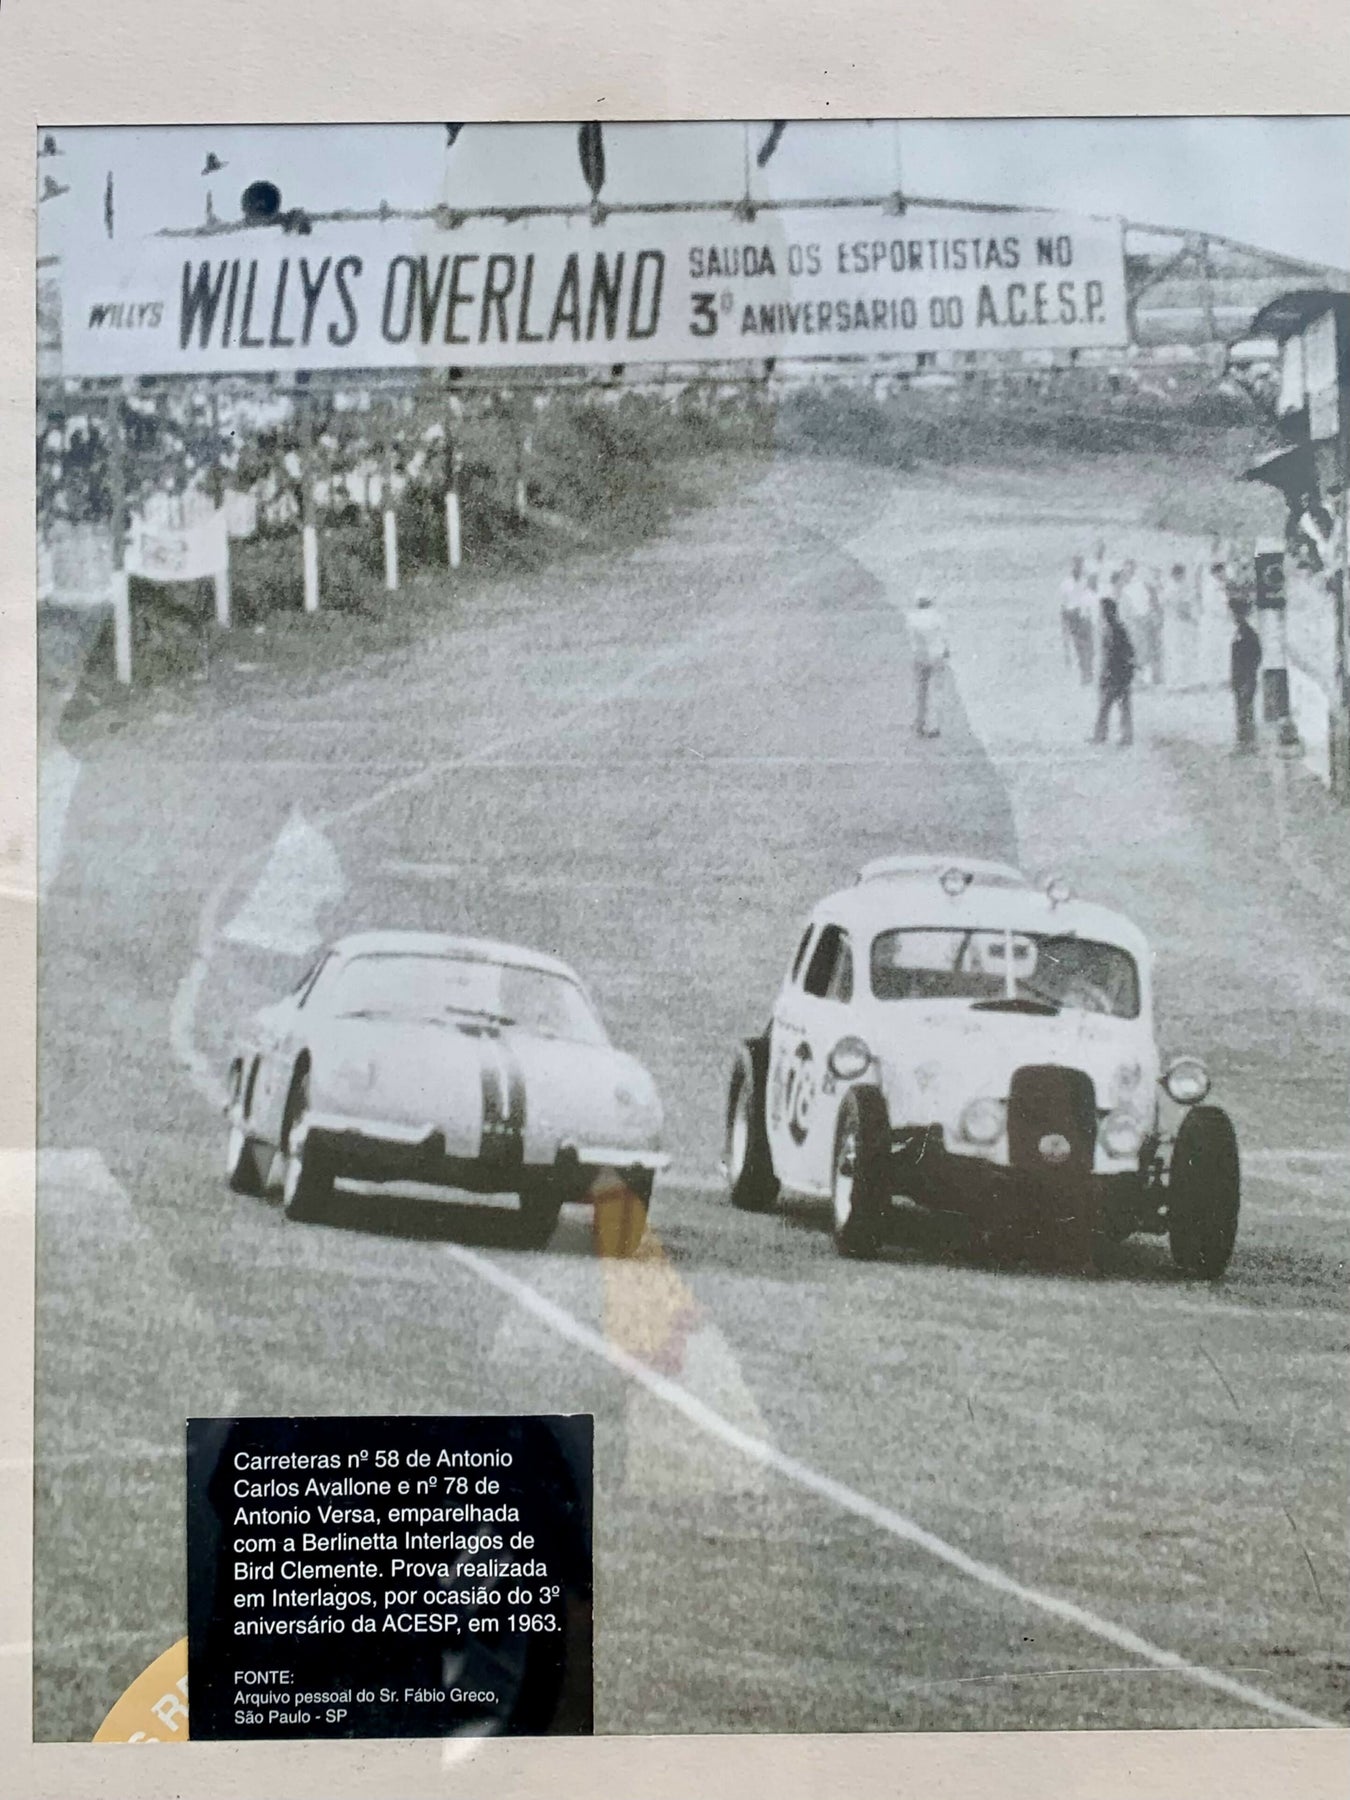 WILLYS WILLYS OVERLAND SAUDA OS ESPORTISTAS NO
3º ANIVERSARIO DO A.C.E.S.P.
Carreteras nº 58 de Antonio
Carlos Avallone e nº 78 de
Antonio Versa, emparelhada
com a Berlinetta Interlagos de
Bird Clemente. Prova realizada
em Interlagos, por ocasião do 3º
aniversário da ACESP, em 1963.
FONTE:
Arquivo pessoal do Sr. Fábio Greco,
São Paulo - SP